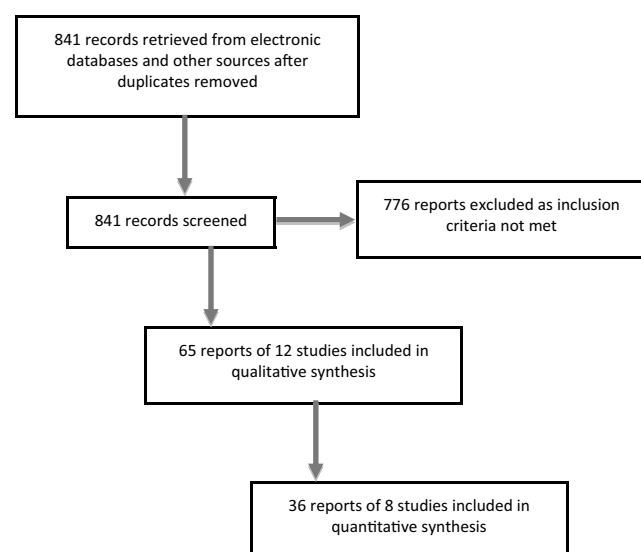 841 records retrieved from electronic
databases and other sources after
duplicates removed
841 records screened
776 reports excluded as inclusion
criteria not met
65 reports of 12 studies included in
qualitative synthesis
36 reports of 8 studies included in
quantitative synthesis